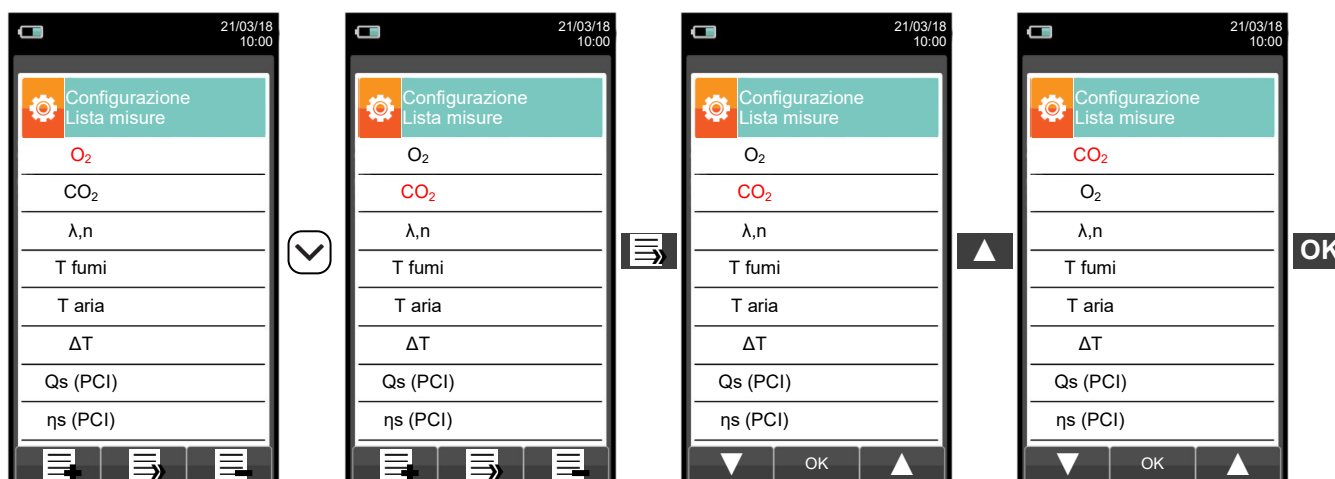 21/03/18
10:00
Configurazione
Lista misure
O₂
CO₂
λ,n
T fumi
T aria
ΔT
Qs (PCI)
ηs (PCI)
21/03/18
10:00
Configurazione
Lista misure
O₂
CO₂
λ,n
T fumi
T aria
ΔT
Qs (PCI)
ηs (PCI)
21/03/18
10:00
Configurazione
Lista misure
O₂
CO₂
λ,n
T fumi
T aria
ΔT
Qs (PCI)
ηs (PCI)
OK
21/03/18
10:00
Configurazione
Lista misure
CO₂
O₂
λ,n
T fumi
T aria
ΔT
Qs (PCI)
ηs (PCI)
OK
OK